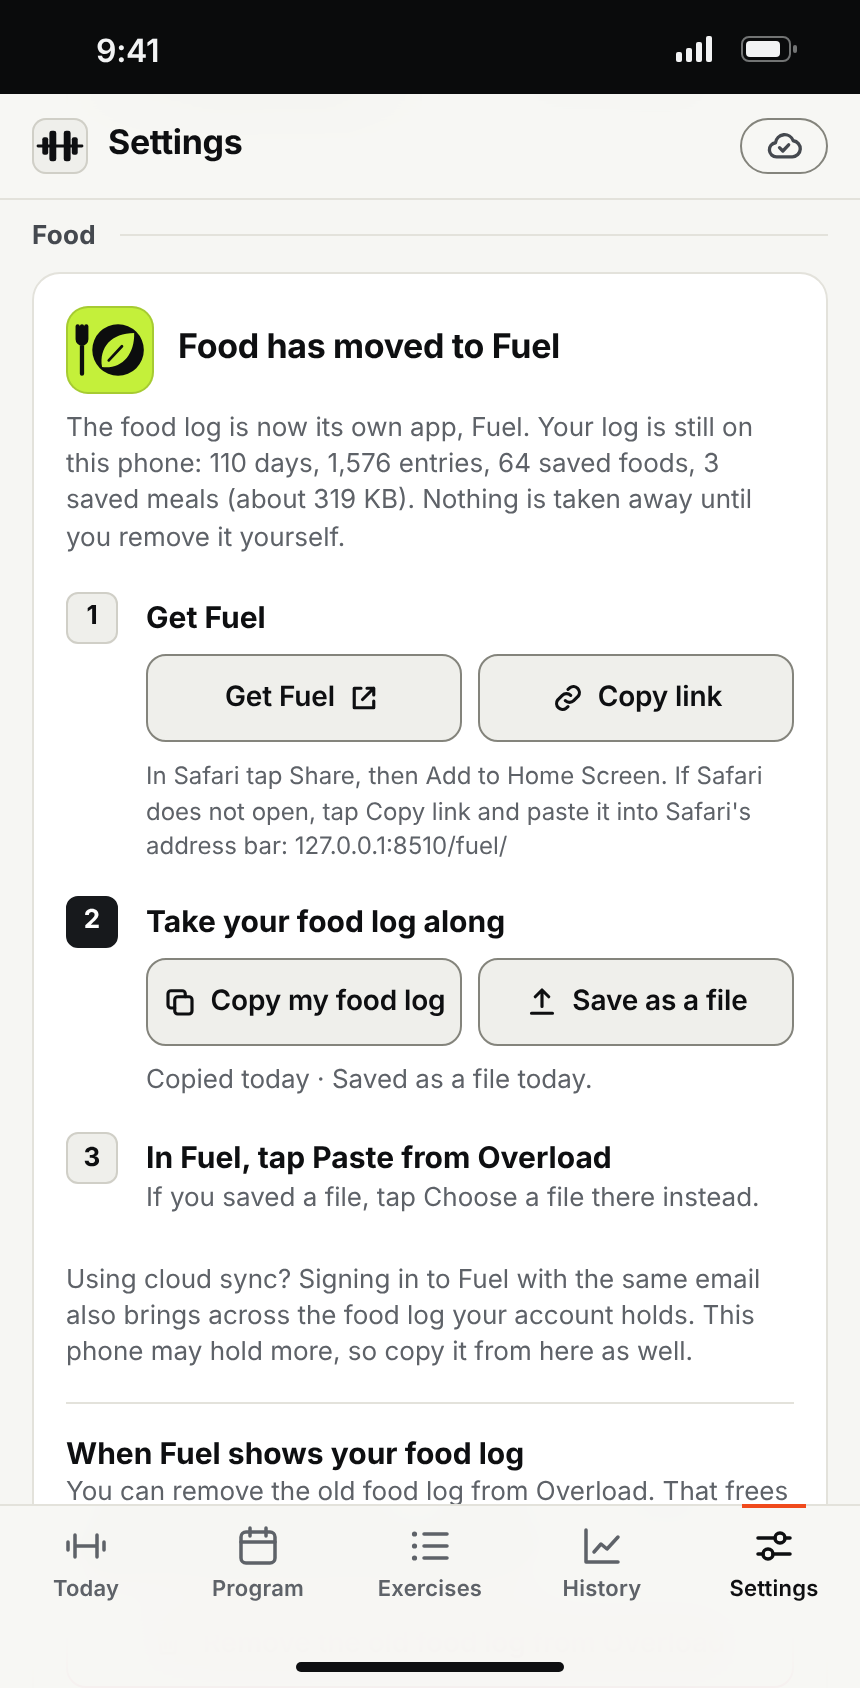 9:41
Settings
Food
Food has moved to Fuel
The food log is now its own app, Fuel. Your log is still on
this phone: 110 days, 1,576 entries, 64 saved foods, 3
saved meals (about 319 KB). Nothing is taken away until
you remove it yourself.
1
Get Fuel
Get Fuel
Copy link
In Safari tap Share, then Add to Home Screen. If Safari
does not open, tap Copy link and paste it into Safari's
address bar: 127.0.0.1:8510/fuel/
2
Take your food log along
Copy my food log
Save as a file
Copied today · Saved as a file today.
3
In Fuel, tap Paste from Overload
If you saved a file, tap Choose a file there instead.
Using cloud sync? Signing in to Fuel with the same email
also brings across the food log your account holds. This
phone may hold more, so copy it from here as well.
When Fuel shows your food log
You can remove the old food log from Overload. That frees
Today
Program
Exercises
History
Settings